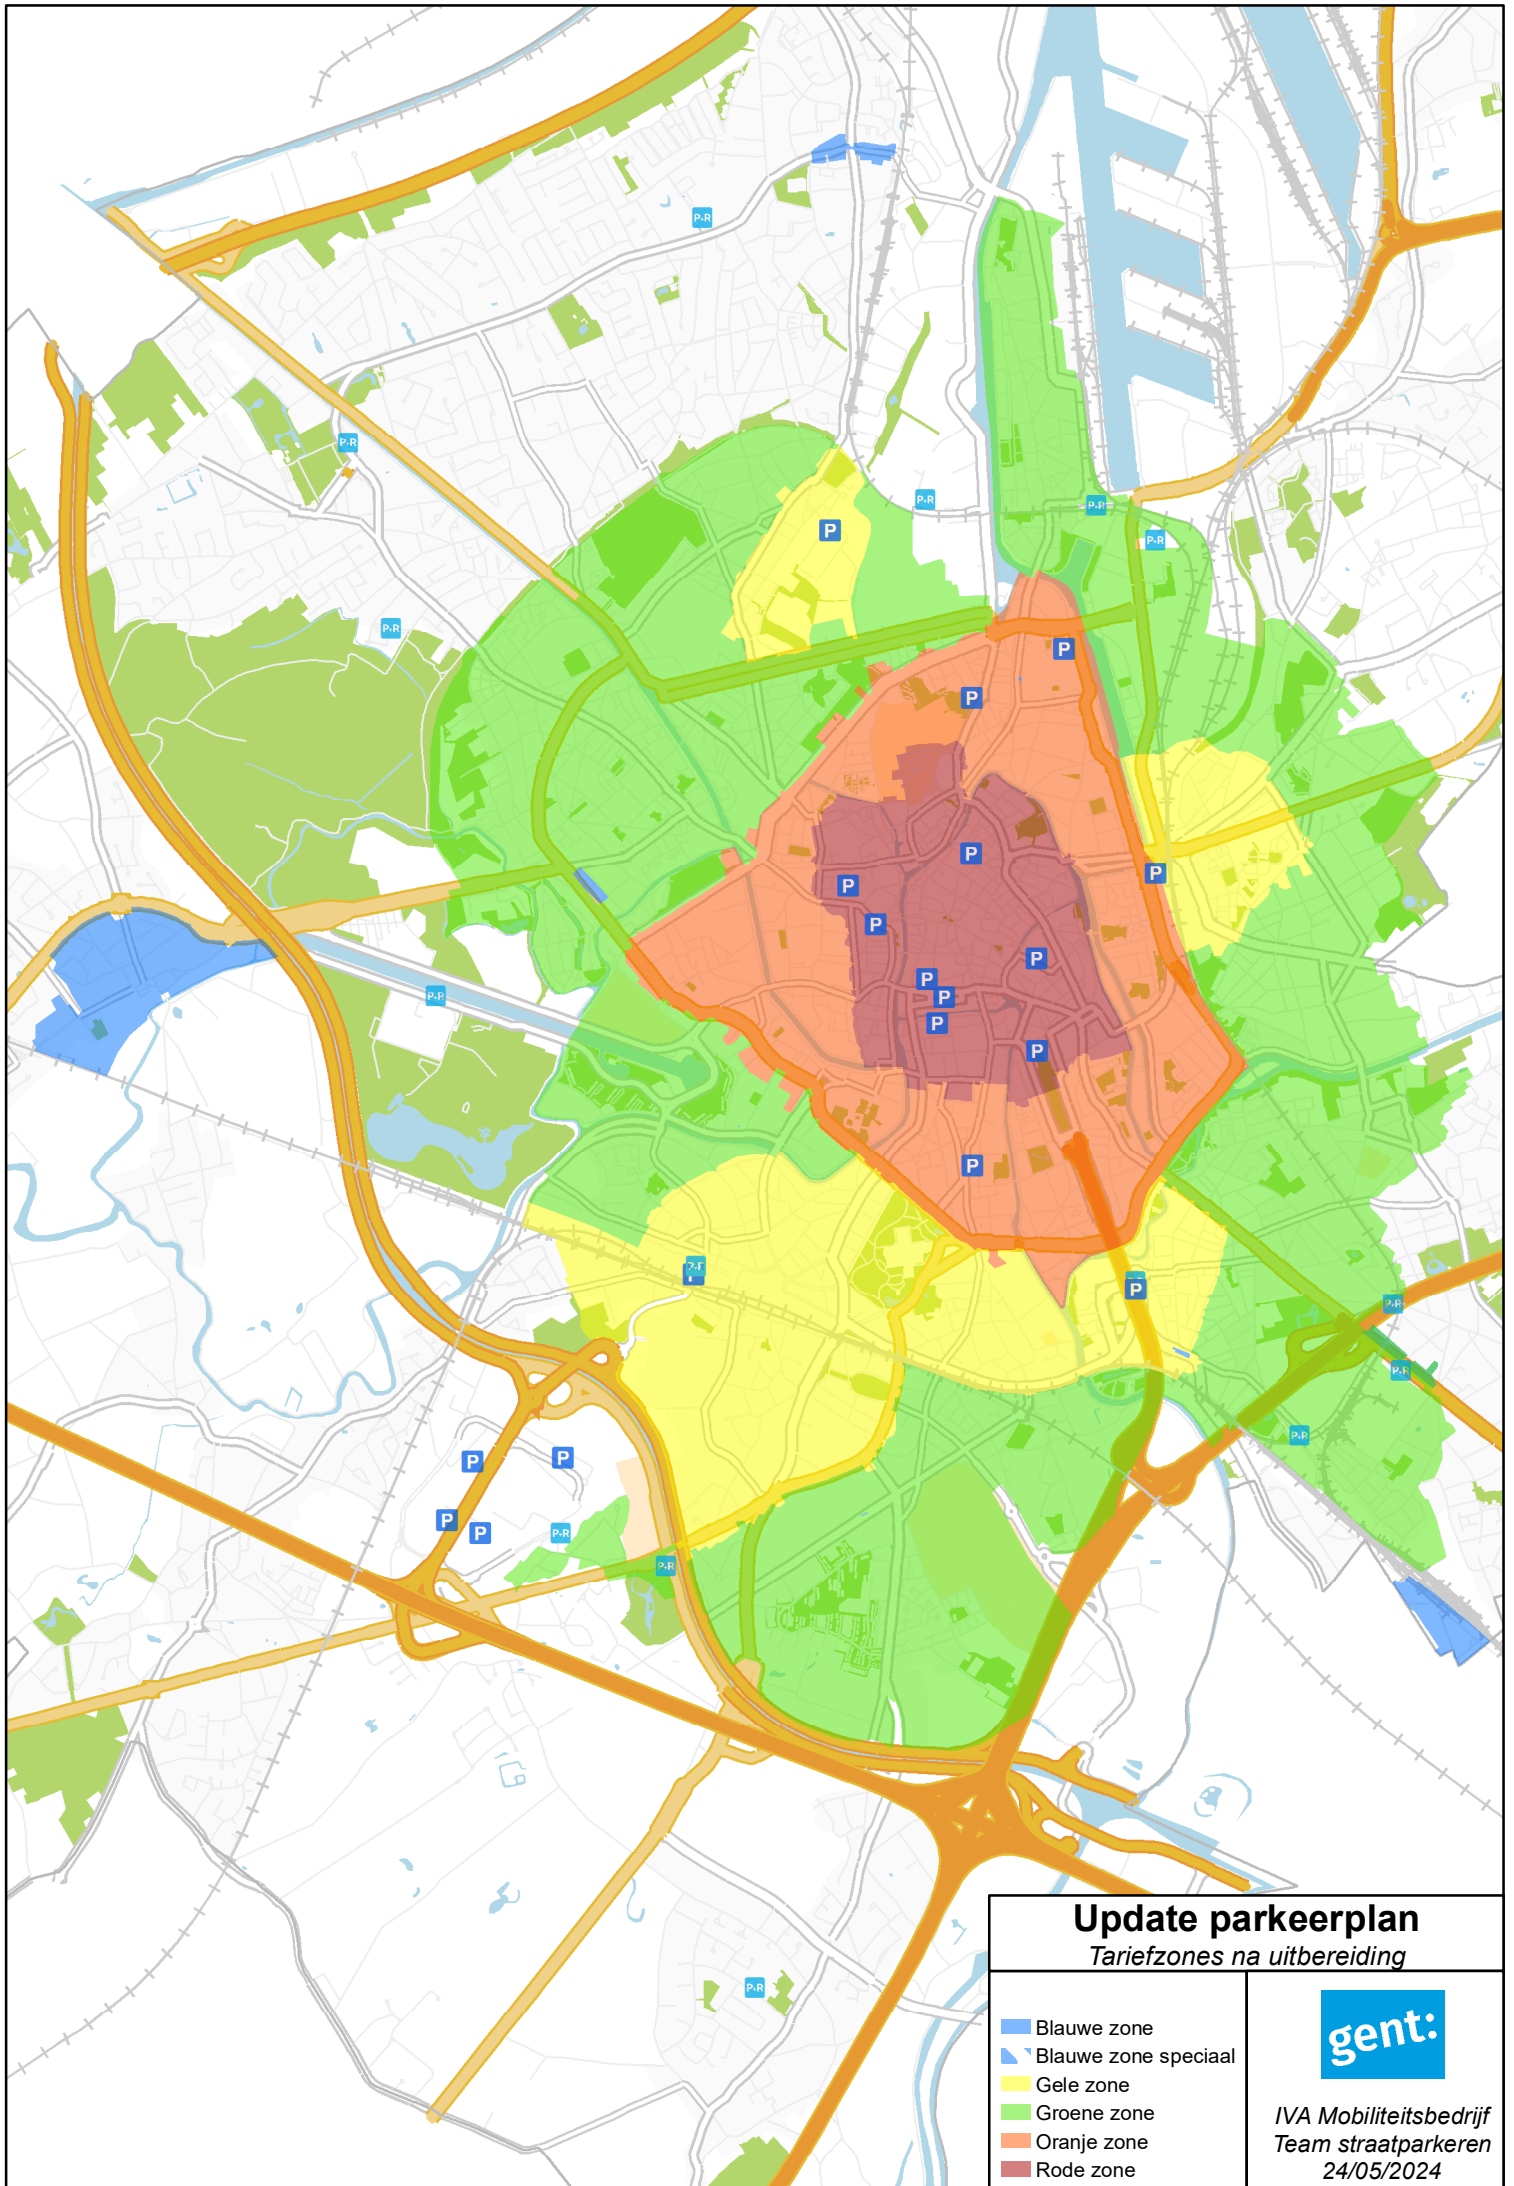 P+R
P+R
P+R
P+R
P
P+R
P+R
P+R
P
P
P
P
P
P
P
P
P
P+R
P
P
P
P
P+R
P
P+R
P
P+R
P+R
P+R
P
P
P
P
P+R
P+R
P+R
Update parkeerplan
Tariefzones na uitbereiding
Blauwe zone
Blauwe zone speciaal
Gele zone
Groene zone
Oranje zone
Rode zone
gent:
IVA Mobiliteitsbedrijf
Team straatparkeren
24/05/2024